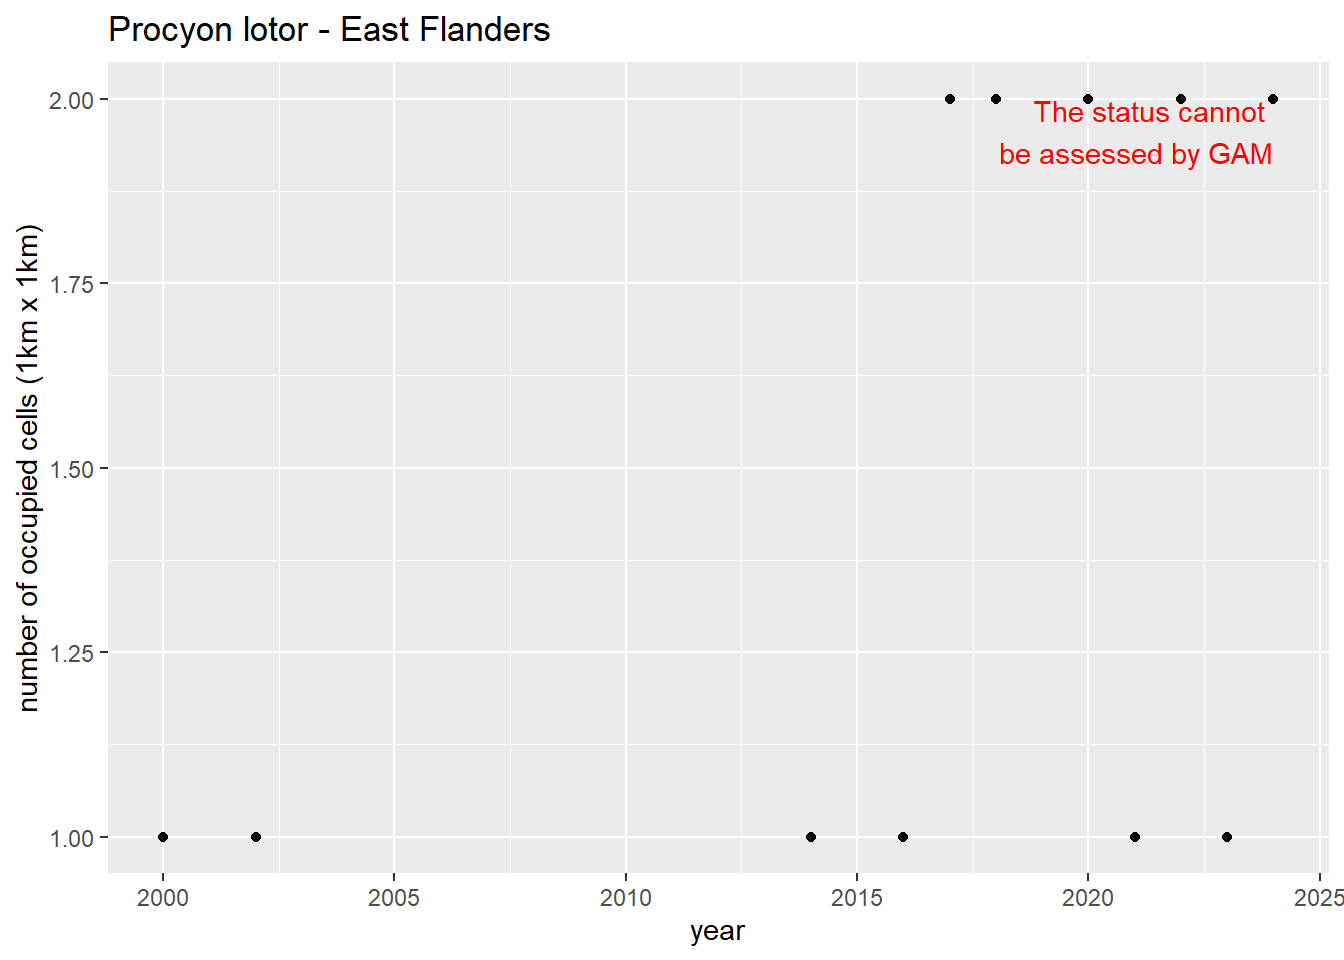 Procyon lotor - East Flanders
2.00
1.75
1.50
1.25
1.00
number of occupied cells (1km x 1km)
The status cannot
be assessed by GAM
2000 2005 2010 2015 2020 2025
year